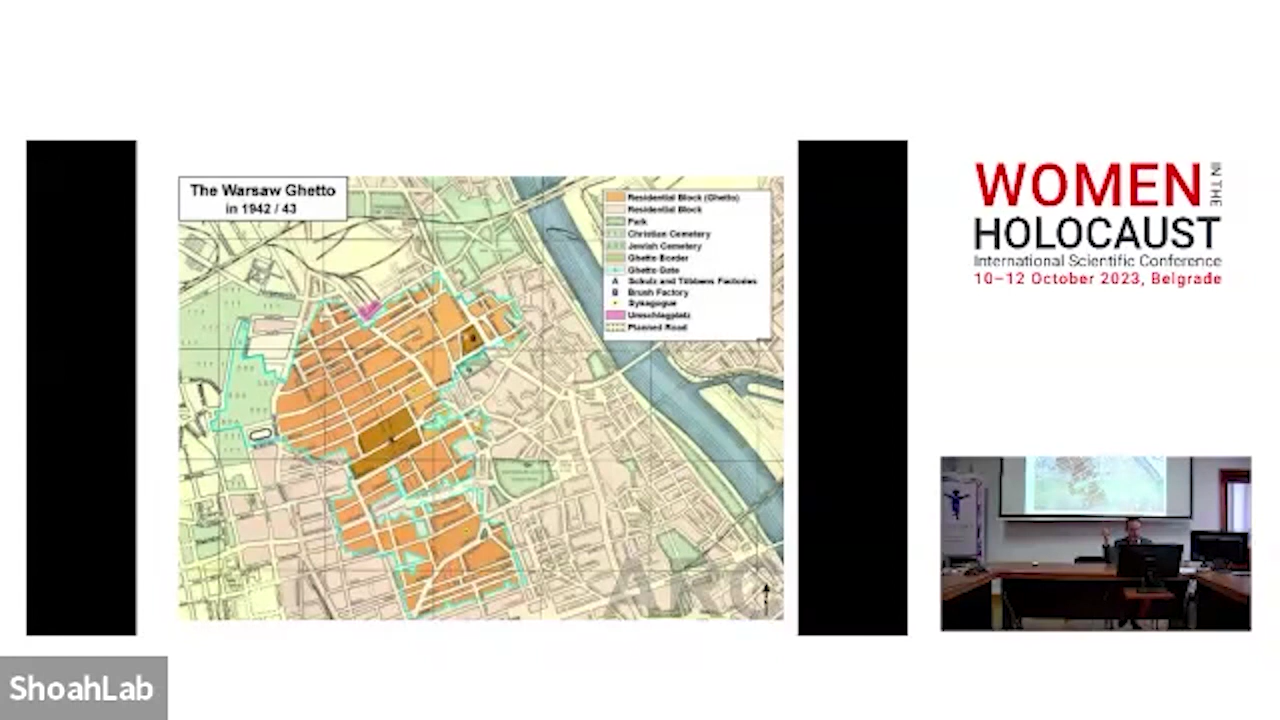 The Warsaw Ghetto
in 1942 / 43
Residential Block (Ghetto)
Residential Block
Park
Christian Cemetery
Jewish Cemetery
Ghetto Border
Ghetto Gate
A Schulz and Többens Factories
B Brush Factory
Synagogue
Umschlagplatz
Planned Road
ARC
WOMEN
IN THE
HOLOCAUST
International Scientific Conference
10–12 October 2023, Belgrade
ShoahLab